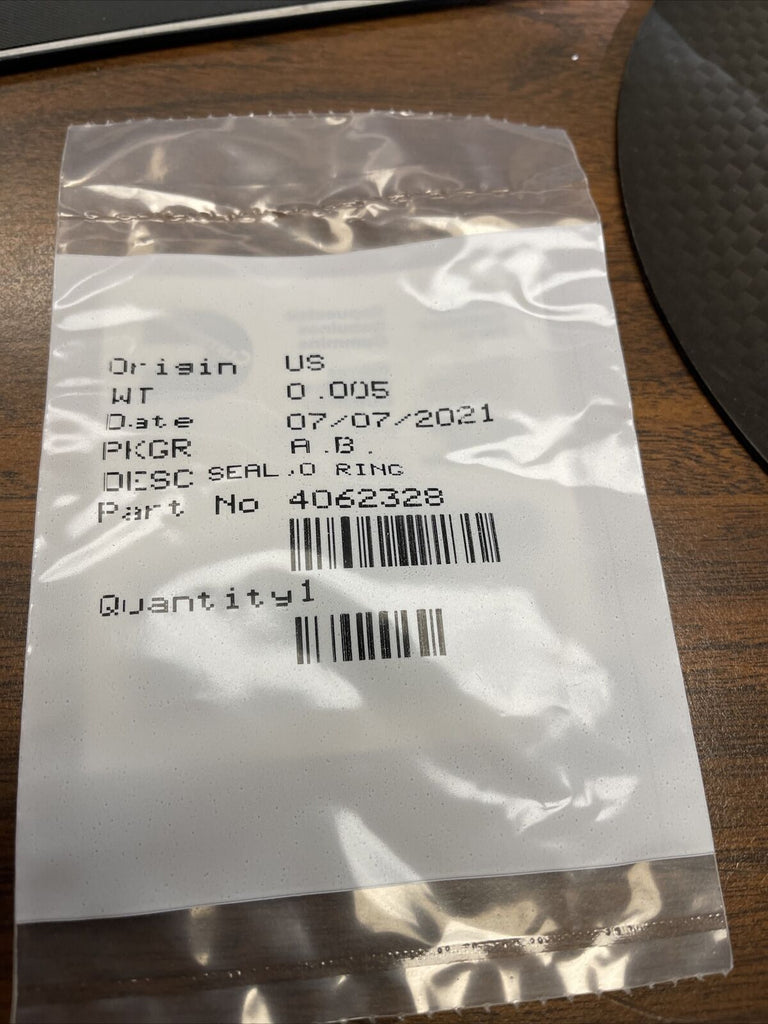 Origin US
WT 0.005
Date 07/07/2021
PKGR A.B.
DESC SEAL,O RING
Part No 4062328
Quantity1